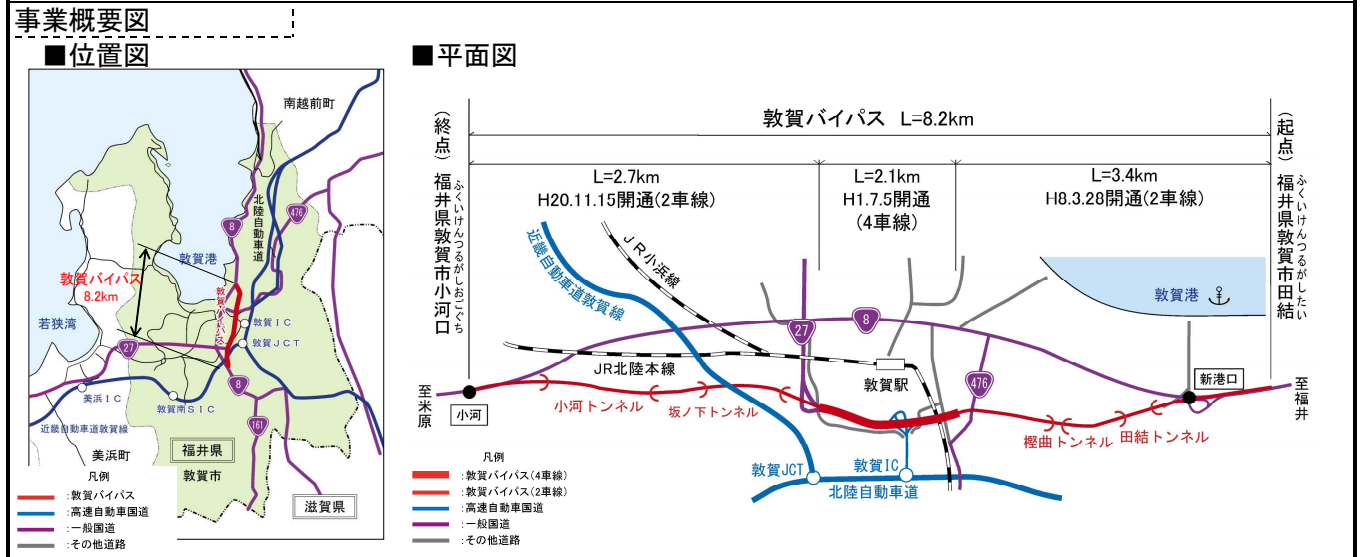 事業概要図
■位置図
南越前町
北陸自動車道
476
8
敦賀港
敦賀バイパス
8.2km
敦賀バイパス
若狭湾
敦賀IC
敦賀JCT
27
8
美浜IC
敦賀南SIC
161
近畿自動車道敦賀線
美浜町
福井県
敦賀市
滋賀県
凡例
:敦賀バイパス
:高速自動車国道
:一般国道
:その他道路
■平面図
敦賀バイパス L=8.2km
(終点)福井県敦賀市小河口
ふくいけんつるがしおごぐち
(起点)福井県敦賀市田結
ふくいけんつるがしたい
L=2.7km
H20.11.15開通(2車線)
L=2.1km
H1.7.5開通
(4車線)
L=3.4km
H8.3.28開通(2車線)
近畿自動車道敦賀線
JR小浜線
敦賀港
27
8
JR北陸本線
敦賀駅
476
新港口
至米原
至福井
小河
小河トンネル
坂ノ下トンネル
樫曲トンネル
田結トンネル
敦賀JCT
敦賀IC
北陸自動車道
凡例
:敦賀バイパス(4車線)
:敦賀バイパス(2車線)
:高速自動車国道
:一般国道
:その他道路